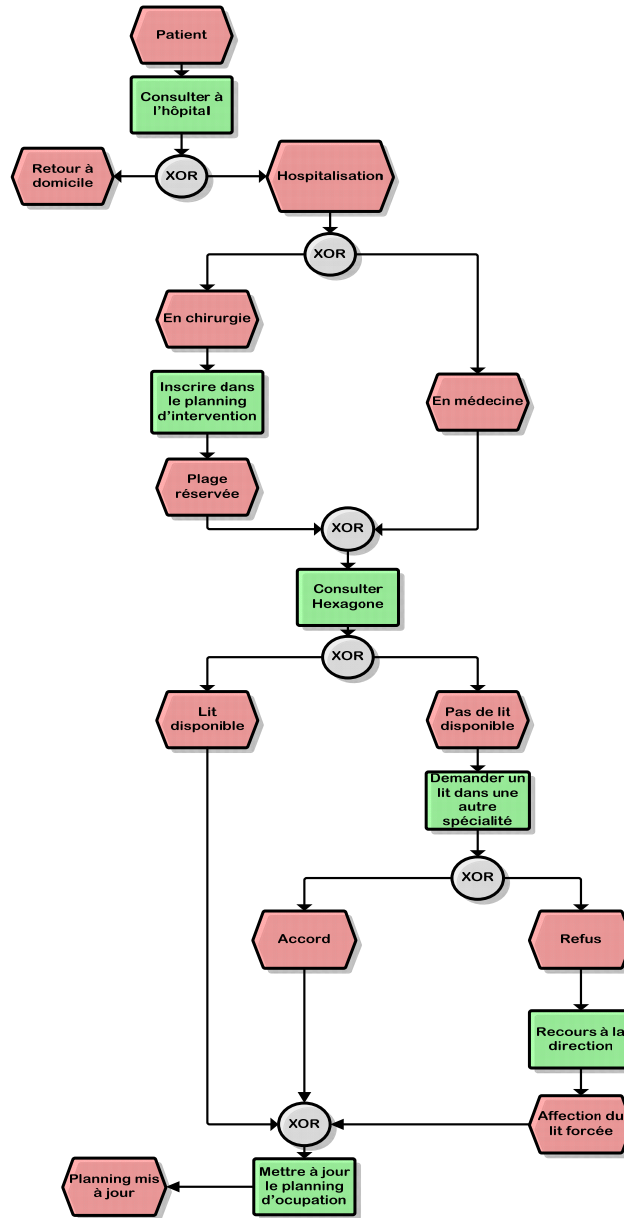 Patient
Consulter à
l'hôpital
Retour à
domicile
XOR
Hospitalisation
XOR
En chirurgie
Inscrire dans
le planning
d'intervention
En médecine
Plage
réservée
XOR
Consulter
Hexagone
XOR
Lit
disponible
Pas de lit
disponible
Demander un
lit dans une
autre
spécialité
XOR
Accord
Refus
Recours à la
direction
XOR
Affection du
lit forcée
Mettre à jour
le planning
d'ocupation
Planning mis
à jour